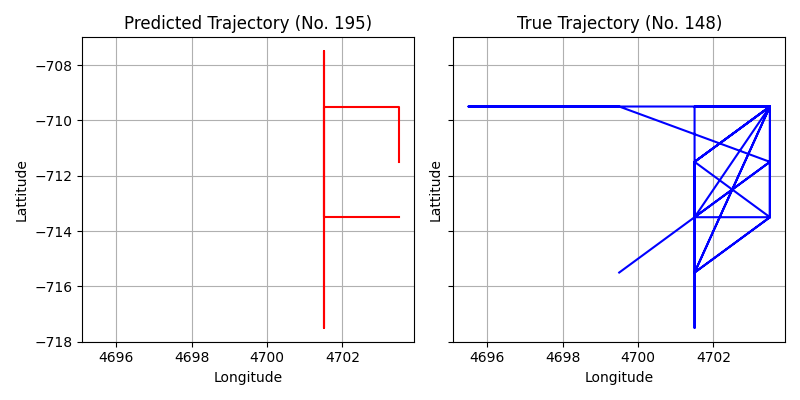 Predicted Trajectory (No. 195)
True Trajectory (No. 148)
Lattitude
−708
−710
−712
−714
−716
−718
4696
4698
4700
4702
Longitude
Lattitude
4696
4698
4700
4702
Longitude